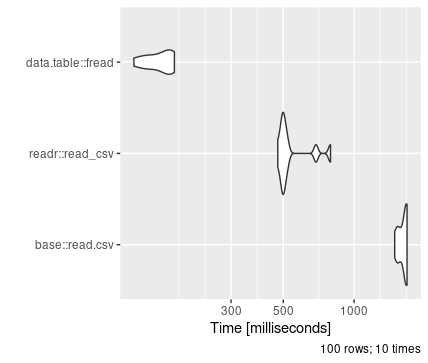 data.table::fread
readr::read_csv
base::read.csv
300 500 1000
Time [milliseconds]
100 rows; 10 times